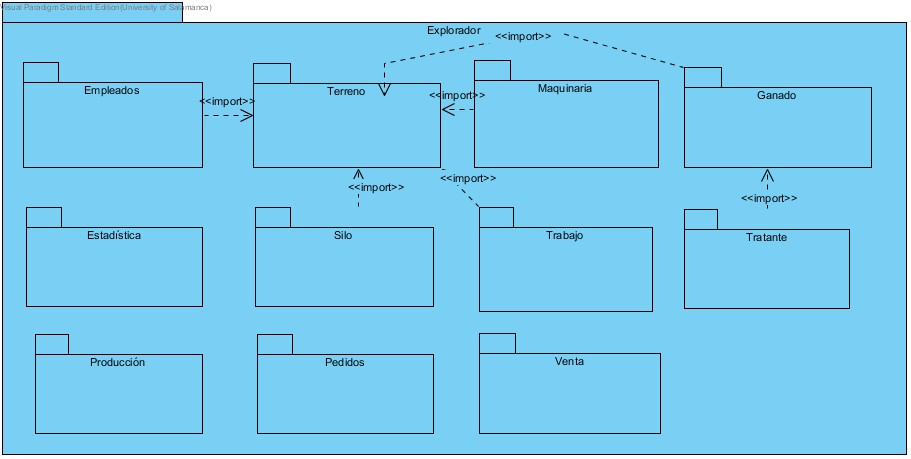 Visual Paradigm Standard Edition(University of Salamanca)
Explorador
<<import>>
Empleados
Terreno
Maquinaria
Ganado
<<import>>
<<import>>
<<import>>
<<import>>
<<import>>
Estadística
Silo
Trabajo
Tratante
Producción
Pedidos
Venta